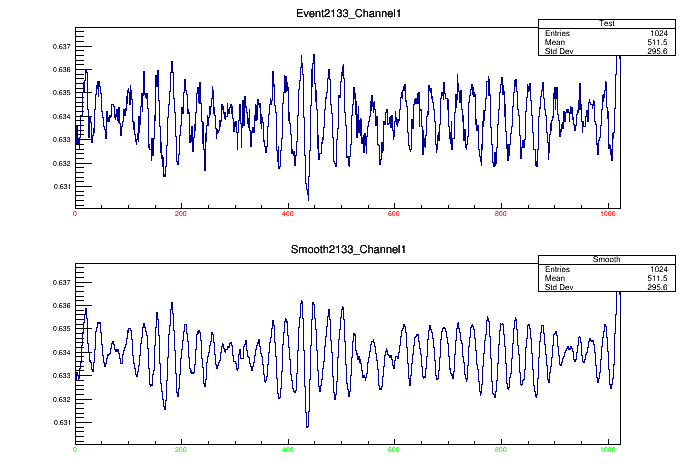 Event2133_Channel1
Test
Entries 1024
Mean 511.5
Std Dev 295.6
0.637
0.636
0.635
0.634
0.633
0.632
0.631
0 200 400 600 800 1000
Smooth2133_Channel1
Smooth
Entries 1024
Mean 511.5
Std Dev 295.6
0.637
0.636
0.635
0.634
0.633
0.632
0.631
0 200 400 600 800 1000